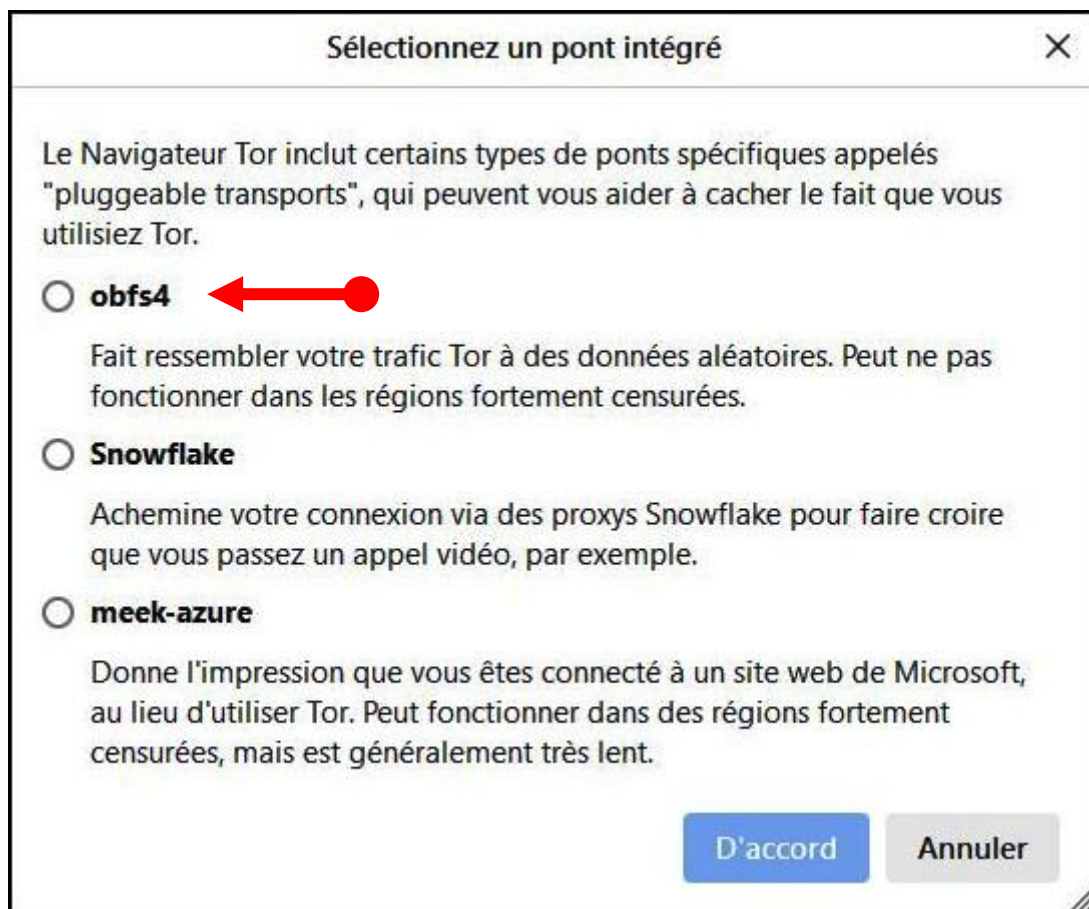 Sélectionnez un pont intégré
Le Navigateur Tor inclut certains types de ponts spécifiques appelés
"pluggeable transports", qui peuvent vous aider à cacher le fait que vous
utilisiez Tor.
obfs4
Fait ressembler votre trafic Tor à des données aléatoires. Peut ne pas
fonctionner dans les régions fortement censurées.
Snowflake
Achemine votre connexion via des proxys Snowflake pour faire croire
que vous passez un appel vidéo, par exemple.
meek-azure
Donne l'impression que vous êtes connecté à un site web de Microsoft,
au lieu d'utiliser Tor. Peut fonctionner dans des régions fortement
censurées, mais est généralement très lent.
D'accord Annuler